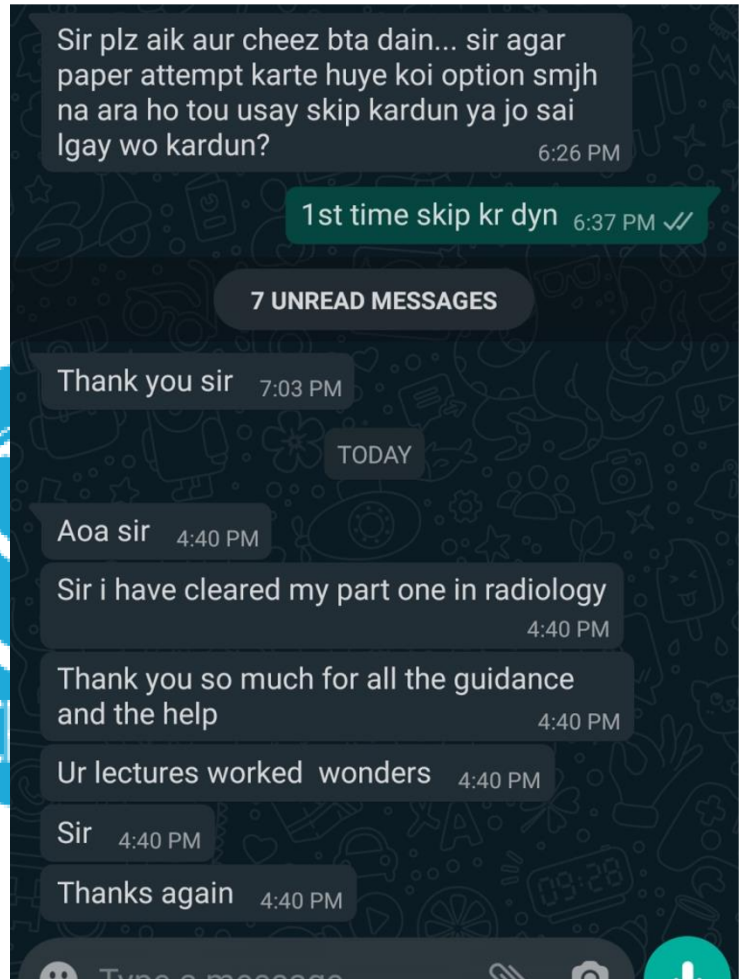 Sir plz aik aur cheez bta dain... sir agar
paper attempt karte huye koi option smjh
na ara ho tou usay skip kardun ya jo sai
lgay wo kardun?
6:26 PM
1st time skip kr dyn 6:37 PM
7 UNREAD MESSAGES
Thank you sir 7:03 PM
TODAY
Aoa sir 4:40 PM
Sir i have cleared my part one in radiology
4:40 PM
Thank you so much for all the guidance
and the help 4:40 PM
Ur lectures worked wonders 4:40 PM
Sir 4:40 PM
Thanks again 4:40 PM
Type a message